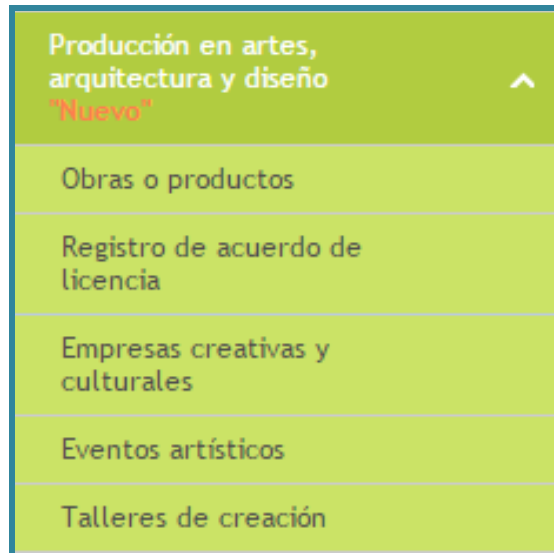 Producción en artes,
arquitectura y diseño
"Nuevo"
Obras o productos
Registro de acuerdo de
licencia
Empresas creativas y
culturales
Eventos artísticos
Talleres de creación